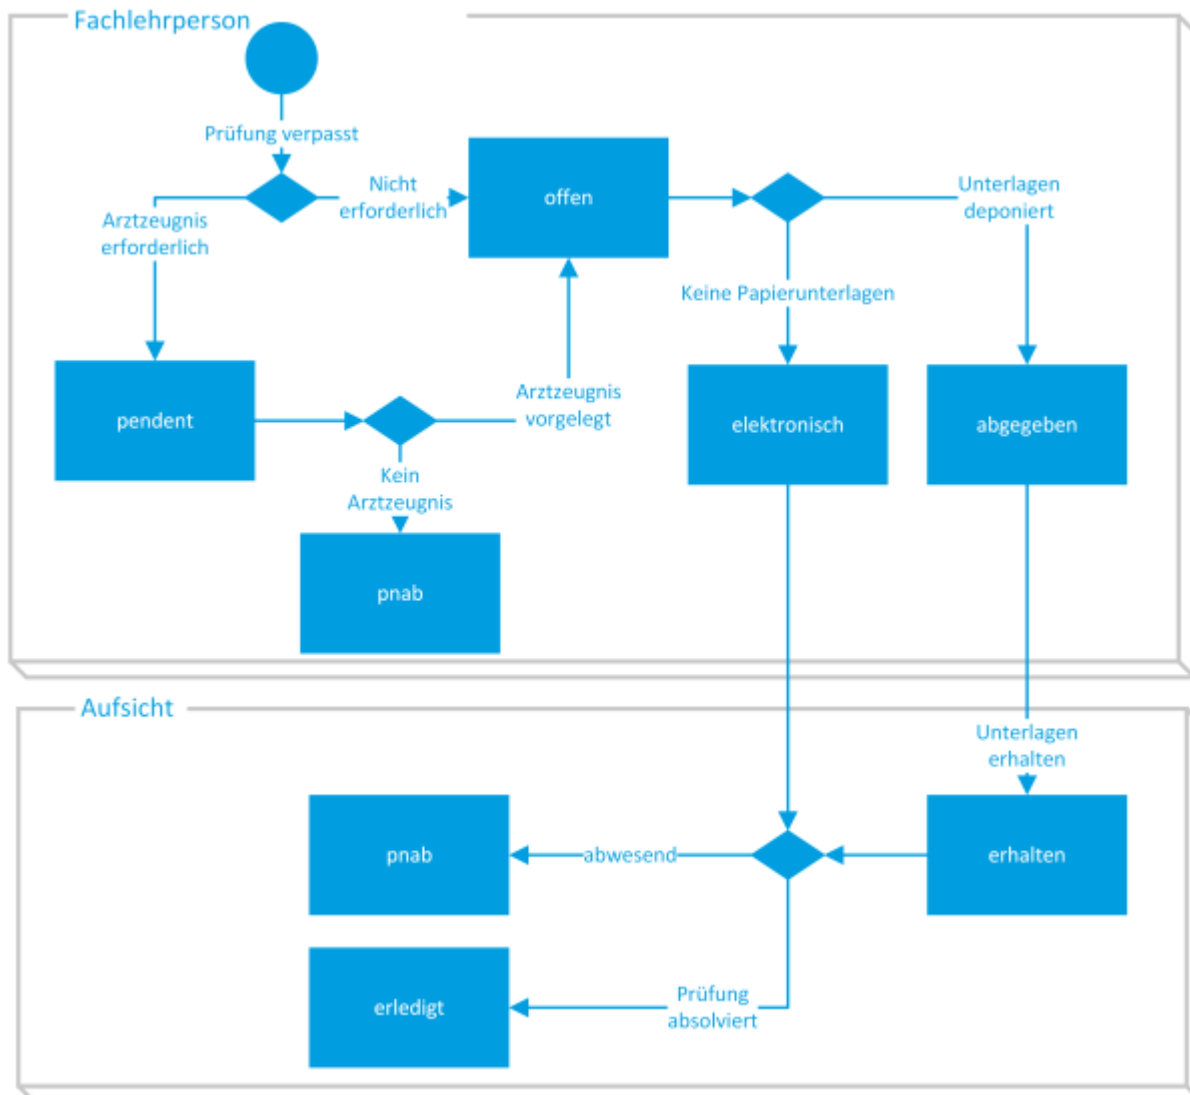 Fachlehrperson
Prüfung verpasst
Nicht
erforderlich
offen
Unterlagen
deponiert
Arztzeugnis
erforderlich
Keine Papierunterlagen
pendent
Arztzeugnis
vorgelegt
elektronisch
abgegeben
Kein
Arztzeugnis
pnab
Aufsicht
Unterlagen
erhalten
pnab
abwesend
erhalten
erledigt
Prüfung
absolviert